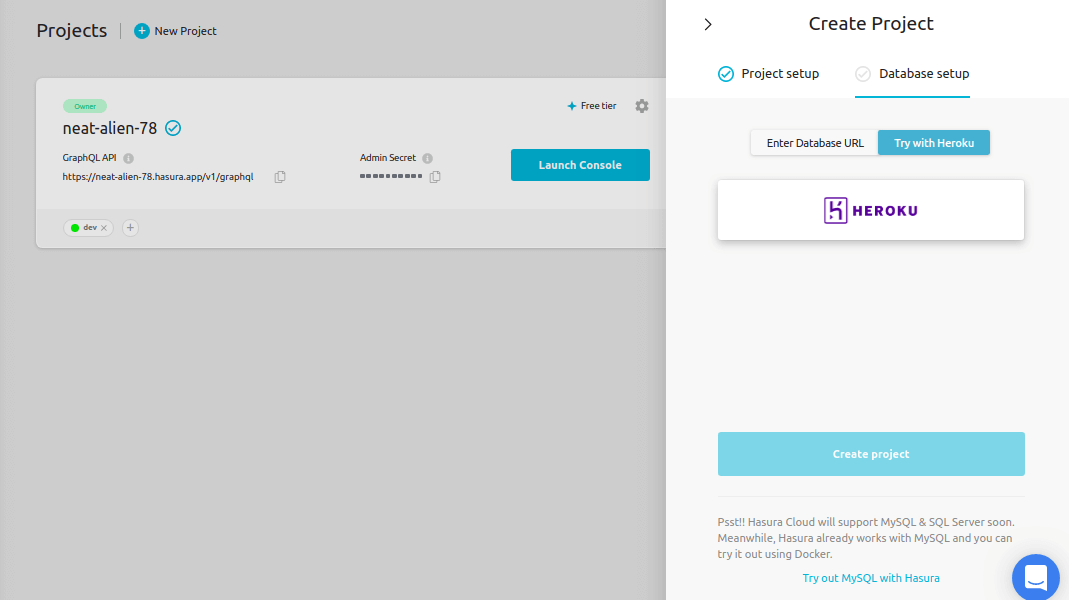 Projects
New Project
Owner
Free tier
neat-alien-78
GraphQL API
https://neat-alien-78.hasura.app/v1/graphql
Admin Secret
Launch Console
dev
Create Project
Project setup
Database setup
Enter Database URL
Try with Heroku
HEROKU
Create project
Psst!! Hasura Cloud will support MySQL & SQL Server soon.
Meanwhile, Hasura already works with MySQL and you can
try it out using Docker.
Try out MySQL with Hasura